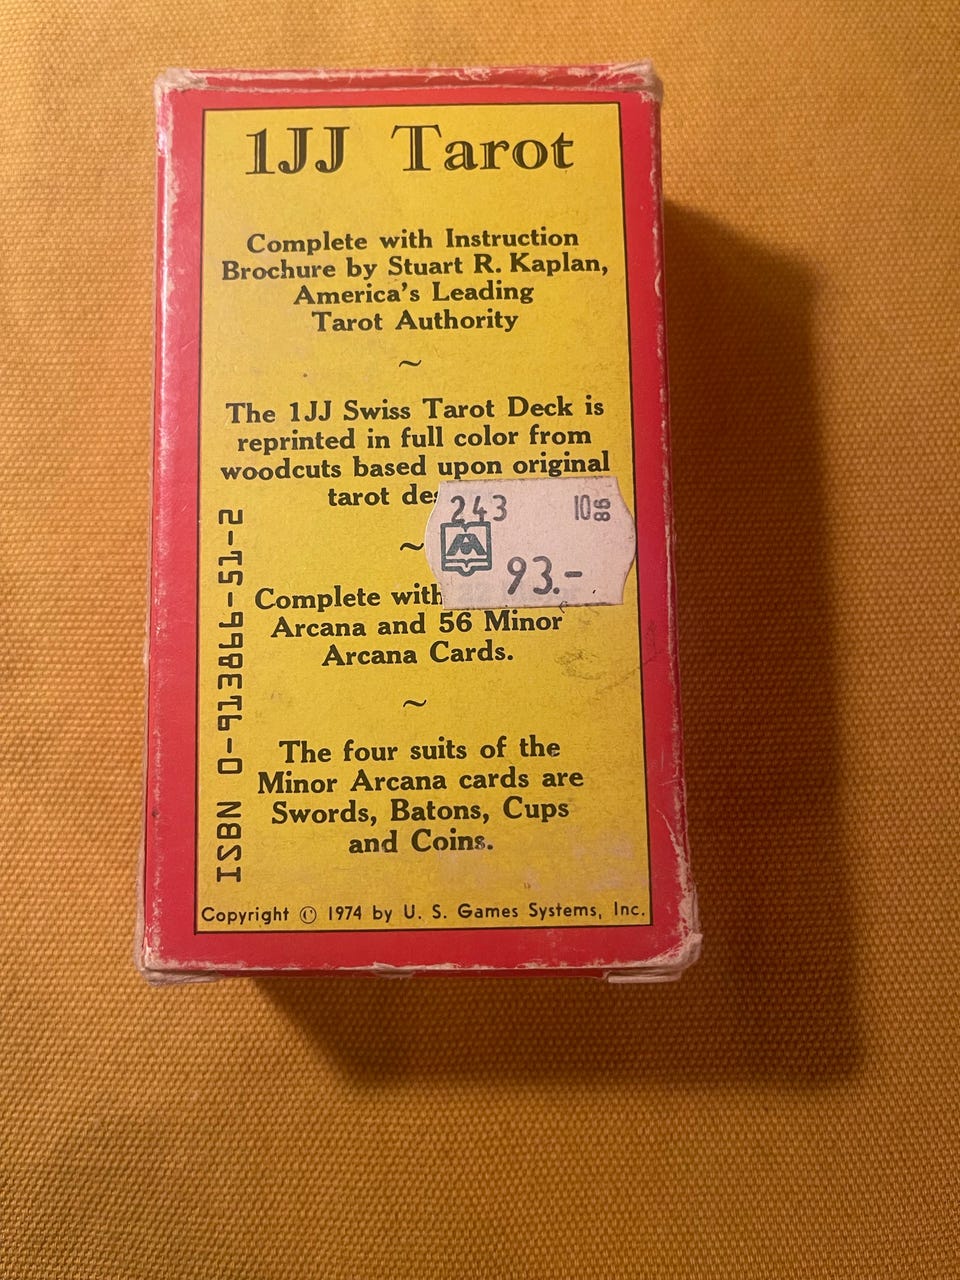 1JJ Tarot
Complete with Instruction
Brochure by Stuart R. Kaplan,
America's Leading
Tarot Authority
~
The 1JJ Swiss Tarot Deck is
reprinted in full color from
woodcuts based upon original
tarot
~
Complete with
Arcana and 56 Minor
Arcana Cards.
~
The four suits of the
Minor Arcana cards are
Swords, Batons, Cups
and Coins.
Copyright © 1974 by U. S. Games Systems, Inc.
ISBN 0-913866-51-2
243 10 86
93.-